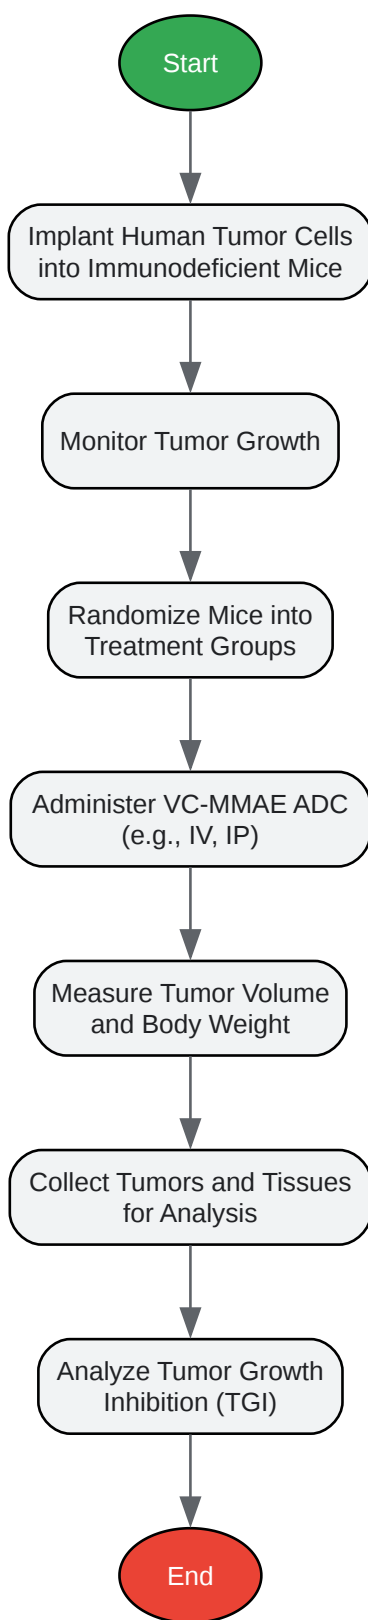 Start
Implant Human Tumor Cells
into Immunodeficient Mice
Monitor Tumor Growth
Randomize Mice into
Treatment Groups
Administer VC-MMAE ADC
(e.g., IV, IP)
Measure Tumor Volume
and Body Weight
Collect Tumors and Tissues
for Analysis
Analyze Tumor Growth
Inhibition (TGI)
End